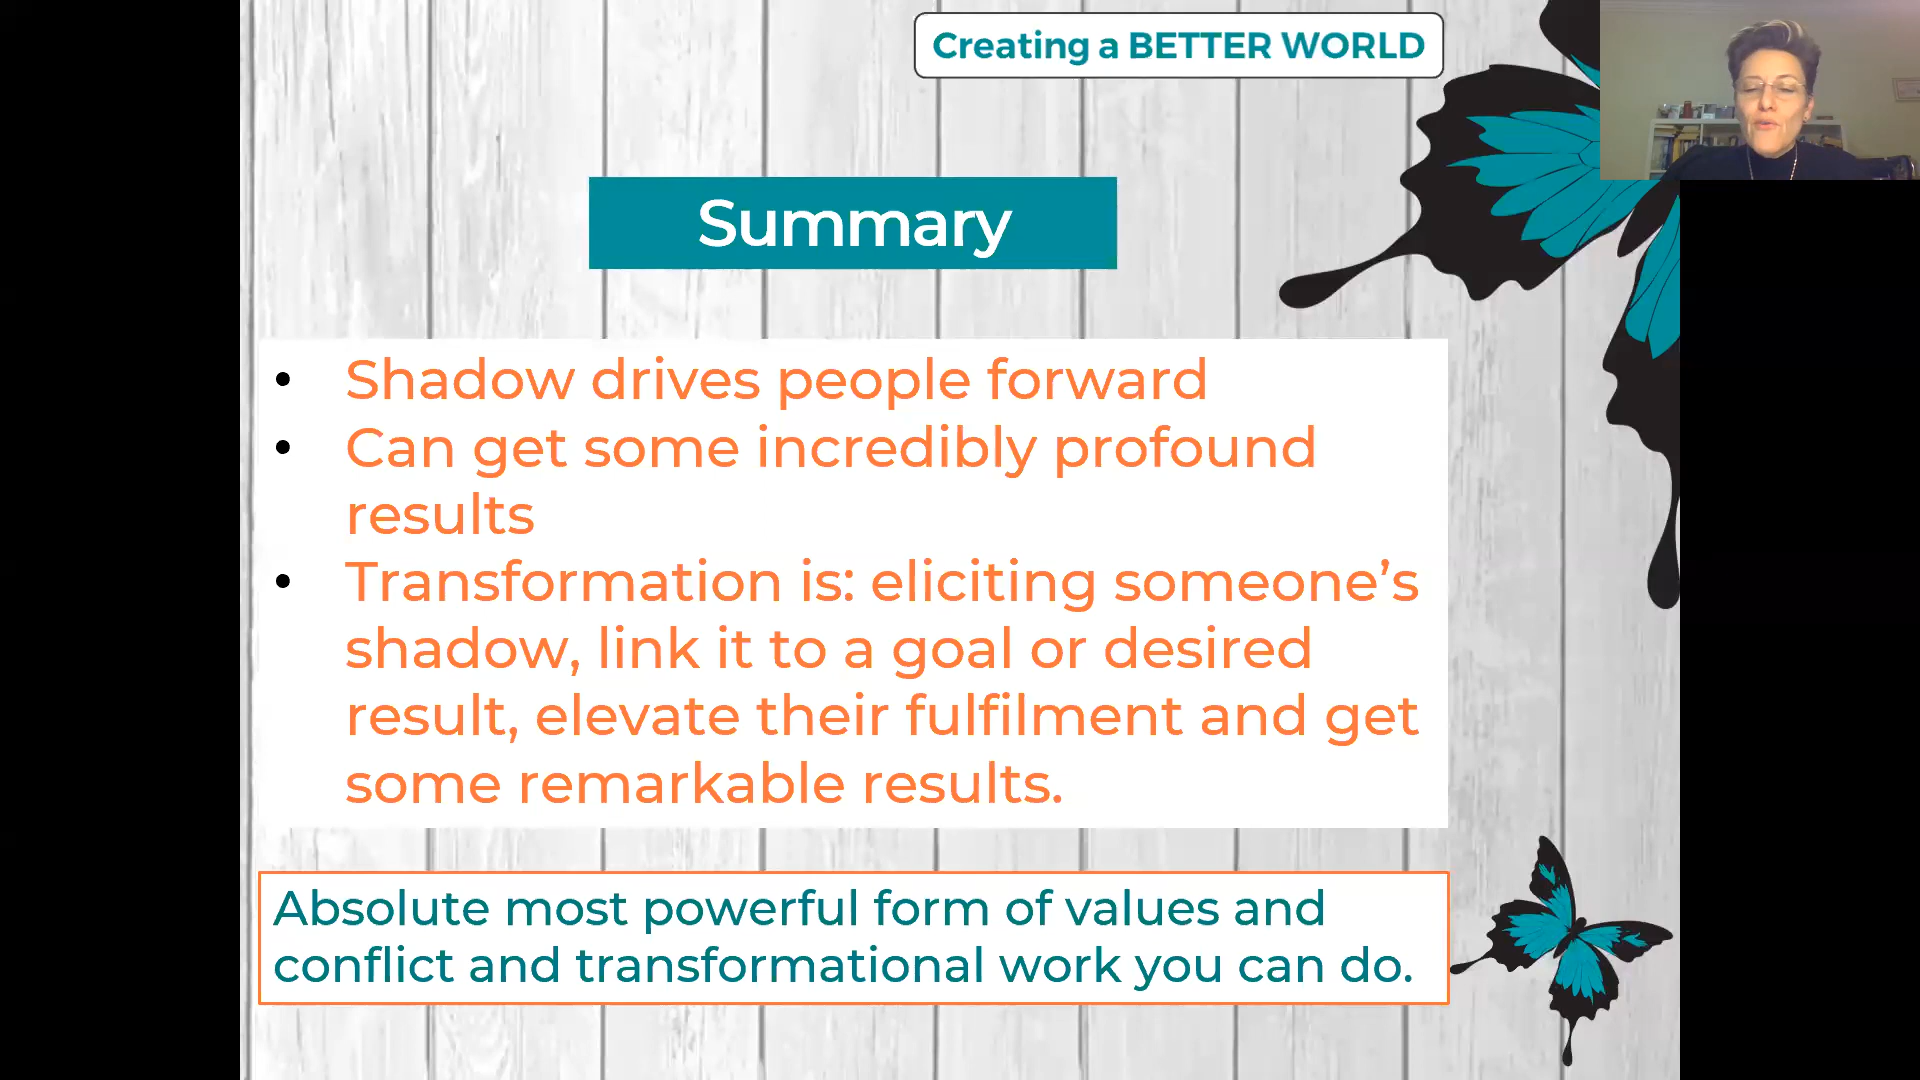 Creating a BETTER WORLD
Summary
• Shadow drives people forward
• Can get some incredibly profound
results
• Transformation is: eliciting someone’s
shadow, link it to a goal or desired
result, elevate their fulfilment and get
some remarkable results.
Absolute most powerful form of values and
conflict and transformational work you can do.